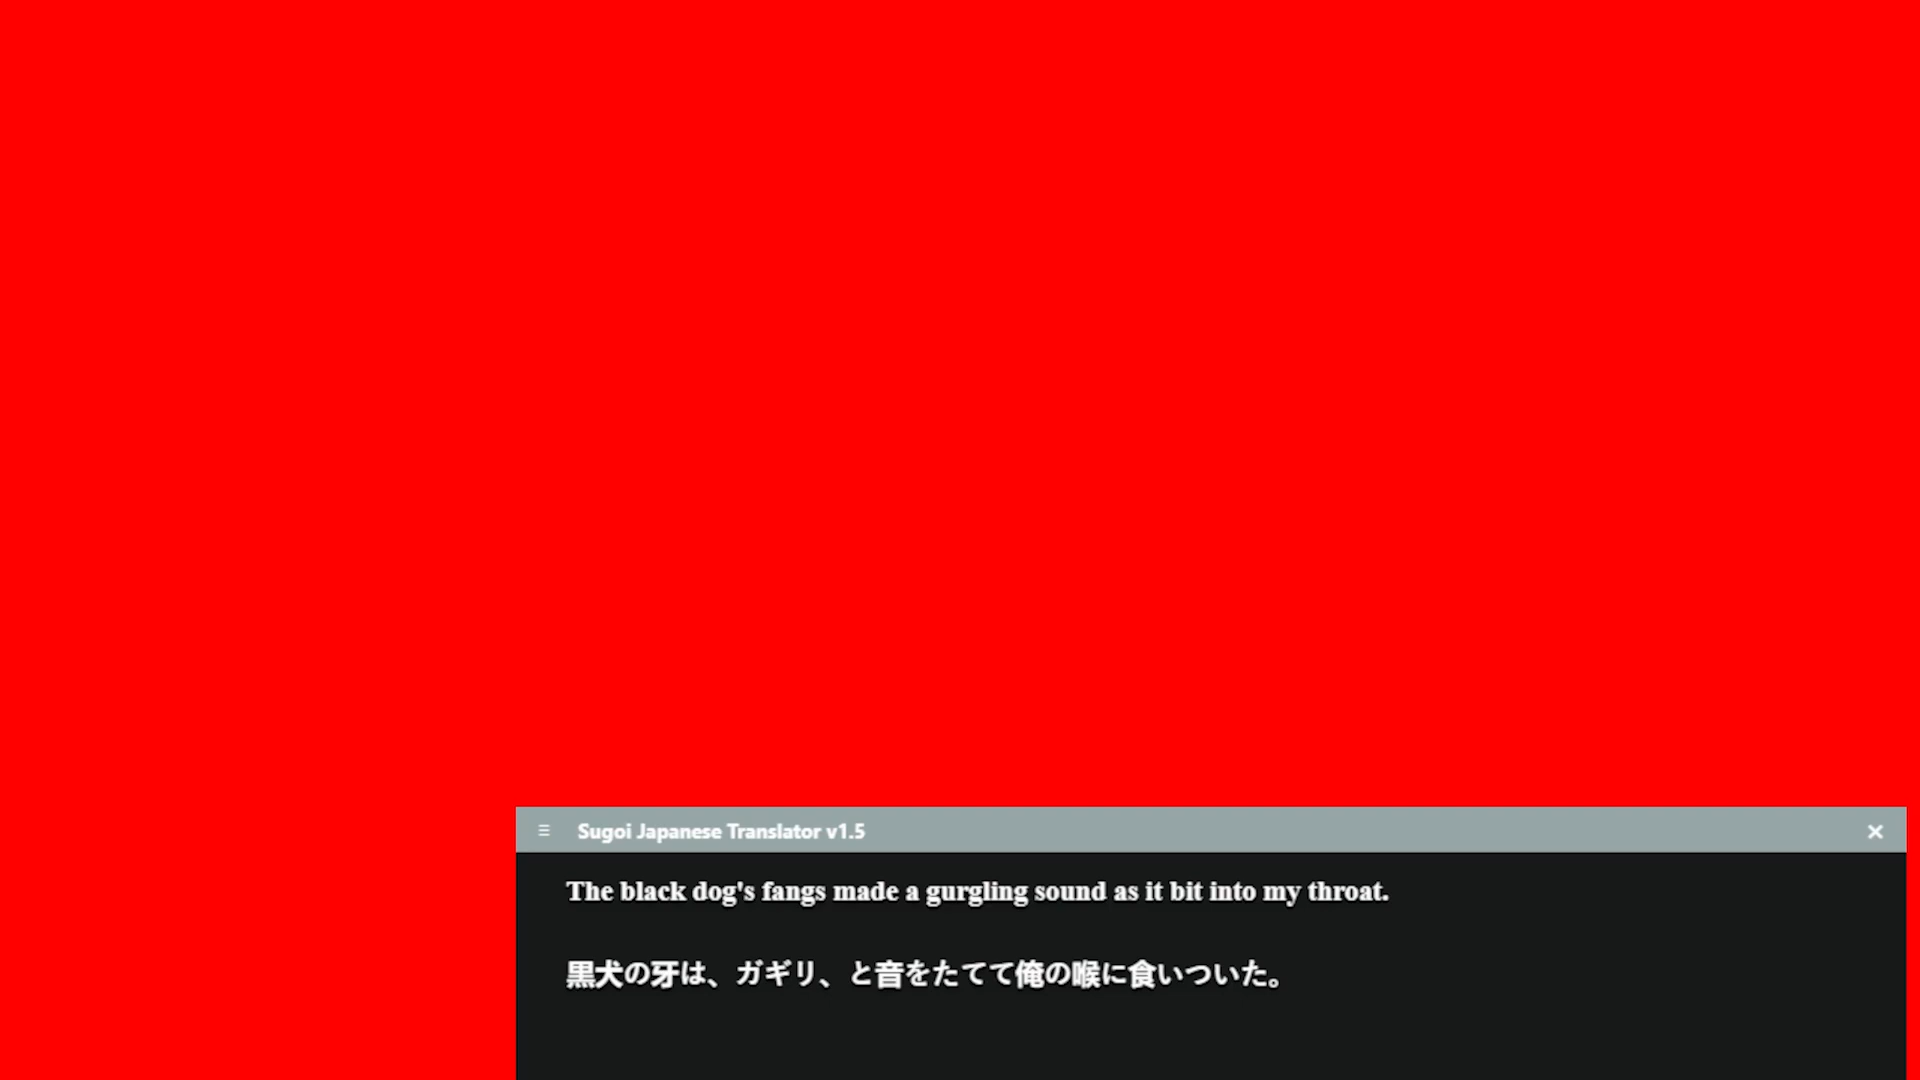 Sugoi Japanese Translator v1.5
The black dog's fangs made a gurgling sound as it bit into my throat.
黒犬の牙は、ガギリ、と音をたてて俺の喉に食いついた。